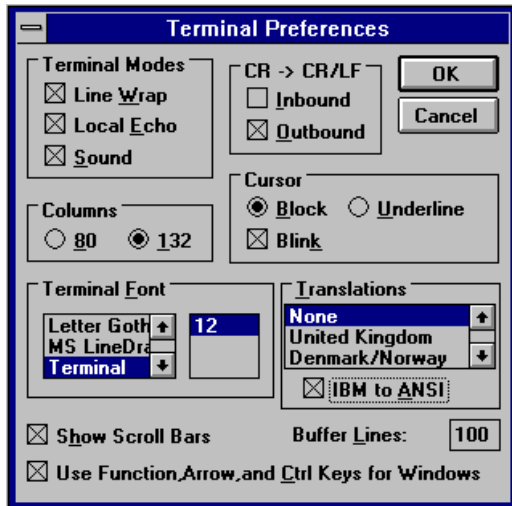 Terminal Preferences
Terminal Modes
Line Wrap
Local Echo
Sound
CR -> CR/LF
Inbound
Outbound
OK
Cancel
Columns
80 132
Cursor
Block Underline
Blink
Terminal Font
Letter Goth
MS LineDra
Terminal
12
Translations
None
United Kingdom
Denmark/Norway
IBM to ANSI
Show Scroll Bars
Buffer Lines: 100
Use Function,Arrow,and Ctrl Keys for Windows